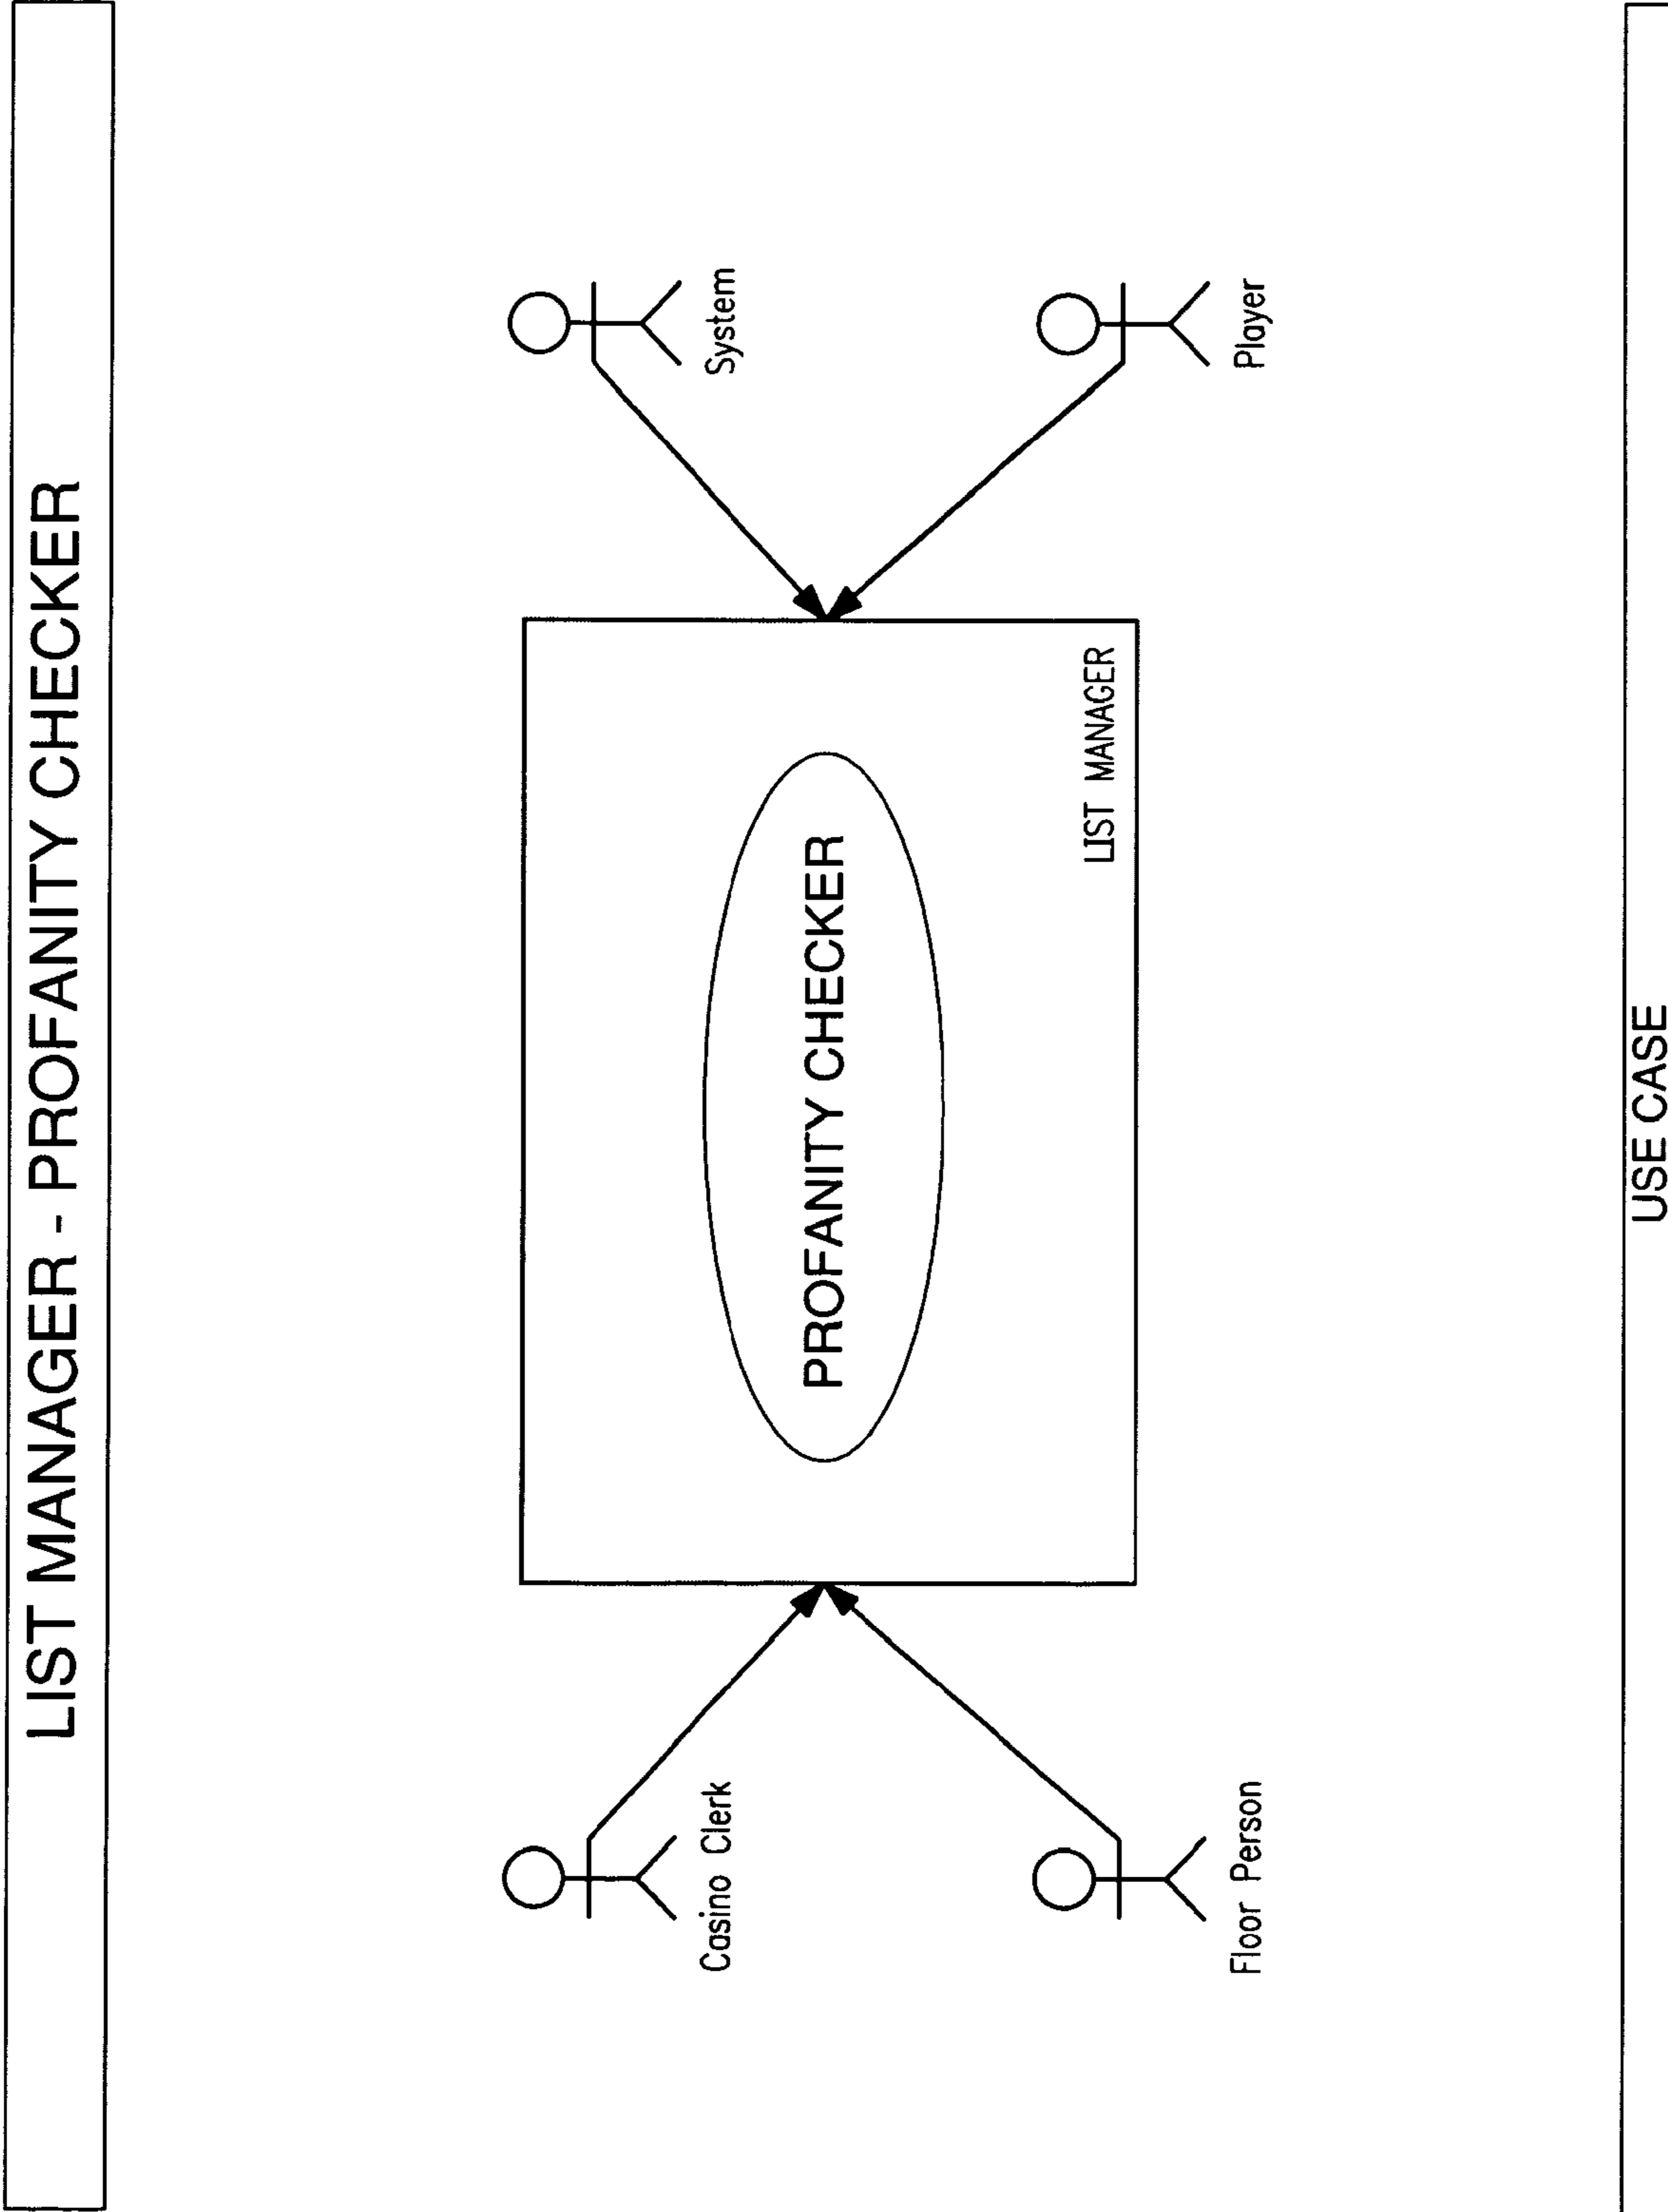 LIST MANAGER - PROFANITY CHECKER
Casino Clerk
System
PROFANITY CHECKER
LIST MANAGER
Floor Person
Player
USE CASE